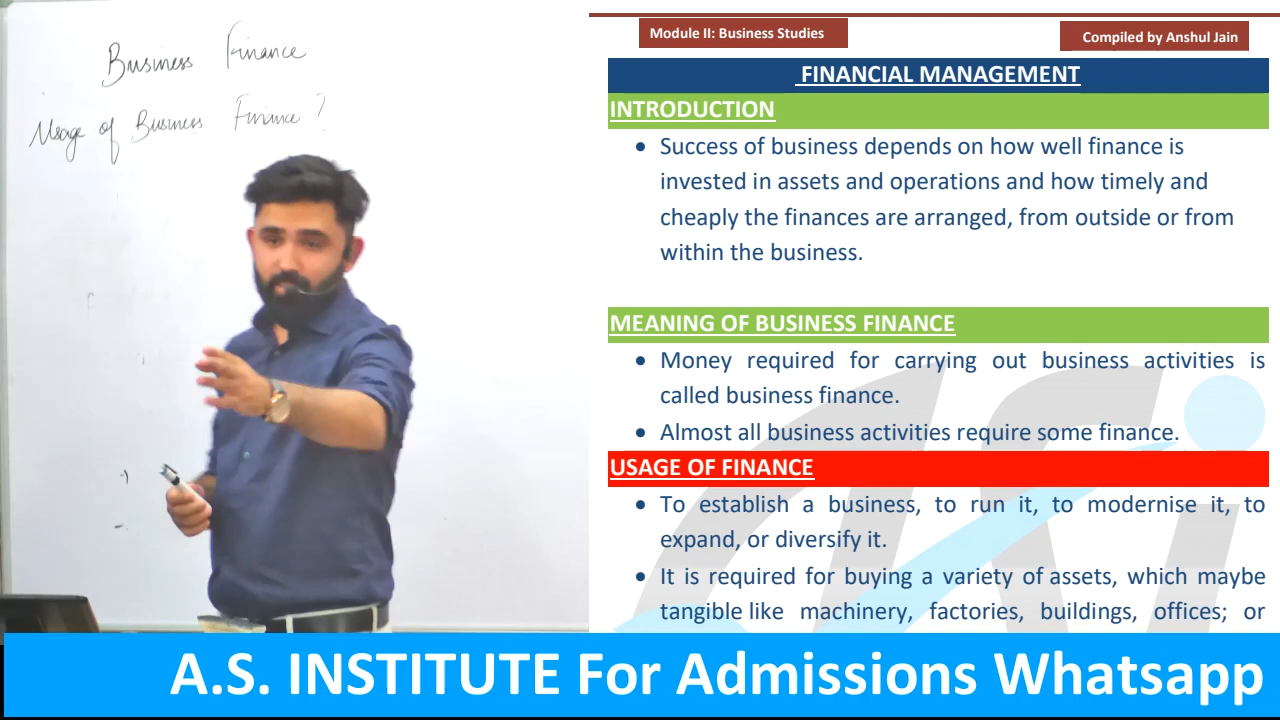 Business Finance
Usage of Business Finance ?
Module II: Business Studies
Compiled by Anshul Jain
FINANCIAL MANAGEMENT
INTRODUCTION
• Success of business depends on how well finance is
invested in assets and operations and how timely and
cheaply the finances are arranged, from outside or from
within the business.
MEANING OF BUSINESS FINANCE
• Money required for carrying out business activities is
called business finance.
• Almost all business activities require some finance.
USAGE OF FINANCE
• To establish a business, to run it, to modernise it, to
expand, or diversify it.
• It is required for buying a variety of assets, which maybe
tangible like machinery, factories, buildings, offices; or
A.S. INSTITUTE For Admissions Whatsapp